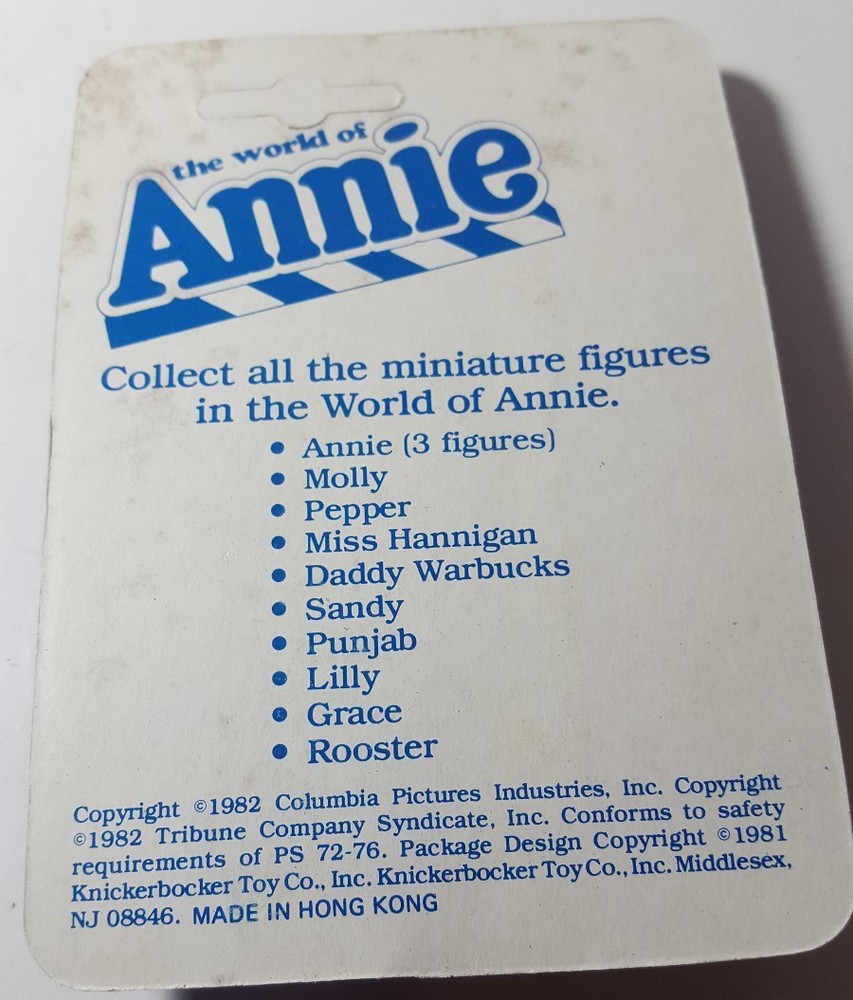 the world of
Annie
Collect all the miniature figures
in the World of Annie.
• Annie (3 figures)
• Molly
• Pepper
• Miss Hannigan
• Daddy Warbucks
• Sandy
• Punjab
• Lilly
• Grace
• Rooster
Copyright ©1982 Columbia Pictures Industries, Inc. Copyright
©1982 Tribune Company Syndicate, Inc. Conforms to safety
requirements of PS 72-76. Package Design Copyright ©1981
Knickerbocker Toy Co., Inc. Knickerbocker Toy Co., Inc. Middlesex,
NJ 08846. MADE IN HONG KONG